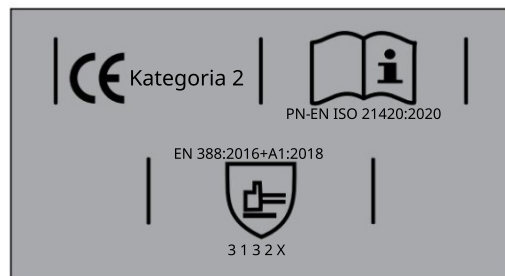 CE Kategoria 2
i
PN-EN ISO 21420:2020
EN 388:2016+A1:2018
3 1 3 2 X